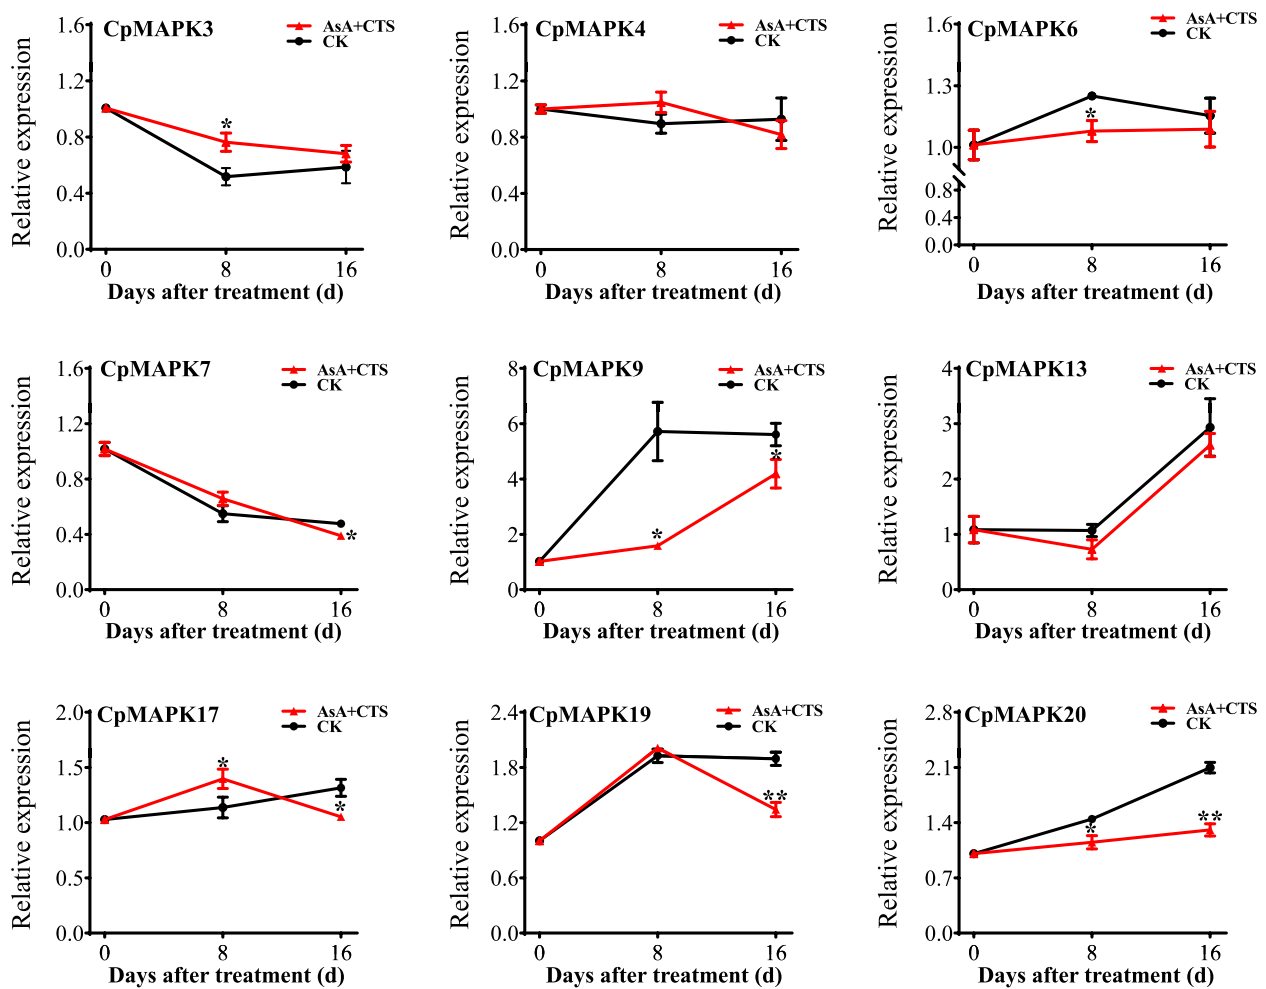 CpMAPK3
AsA+CTS
CK
Relative expression
1.6
1.2
0.8
0.4
0.0
*
0 8 16
Days after treatment (d)
CpMAPK4
AsA+CTS
CK
Relative expression
1.6
1.2
0.8
0.4
0.0
0 8 16
Days after treatment (d)
CpMAPK6
AsA+CTS
CK
Relative expression
1.6
1.3
1.0
0.8
0.4
0.0
*
0 8 16
Days after treatment (d)
CpMAPK7
AsA+CTS
CK
Relative expression
1.6
1.2
0.8
0.4
0.0
*
0 8 16
Days after treatment (d)
CpMAPK9
AsA+CTS
CK
Relative expression
8
6
4
2
0
*
*
0 8 16
Days after treatment (d)
CpMAPK13
AsA+CTS
CK
Relative expression
4
3
2
1
0
0 8 16
Days after treatment (d)
CpMAPK17
AsA+CTS
CK
Relative expression
2.0
1.5
1.0
0.5
0.0
*
*
0 8 16
Days after treatment (d)
CpMAPK19
AsA+CTS
CK
Relative expression
2.4
1.8
1.2
0.6
0.0
**
0 8 16
Days after treatment (d)
CpMAPK20
AsA+CTS
CK
Relative expression
2.8
2.1
1.4
0.7
0.0
*
**
0 8 16
Days after treatment (d)